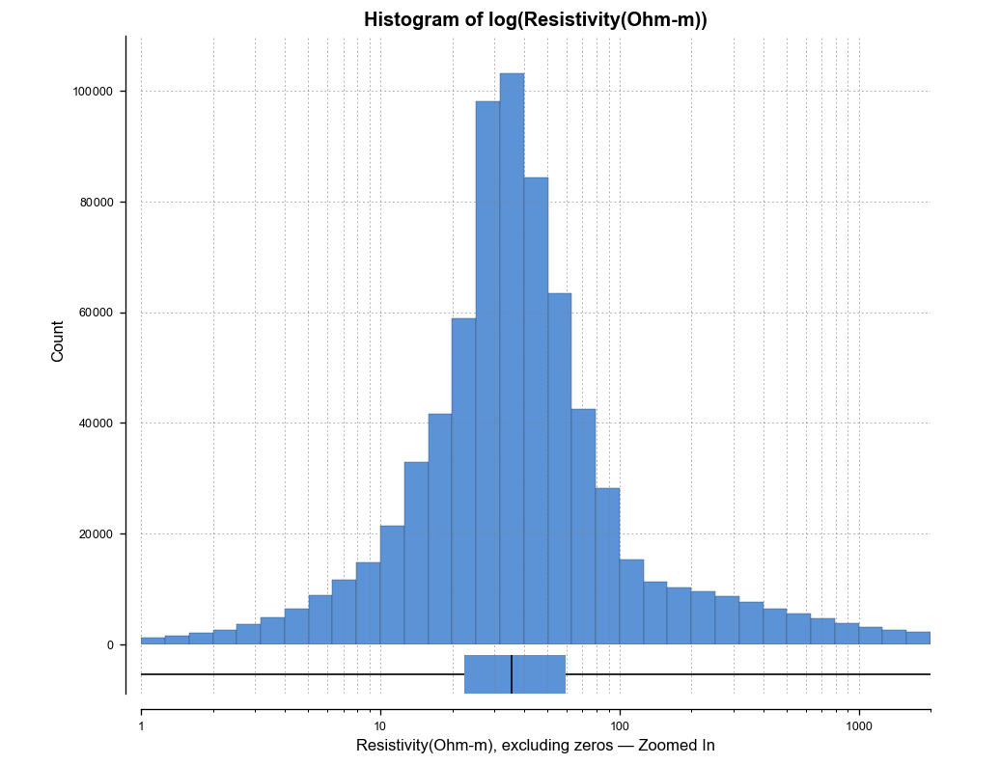 Histogram of log(Resistivity(Ohm-m))
100000
80000
60000
40000
20000
0
Count
1 10 100 1000
Resistivity(Ohm-m), excluding zeros — Zoomed In